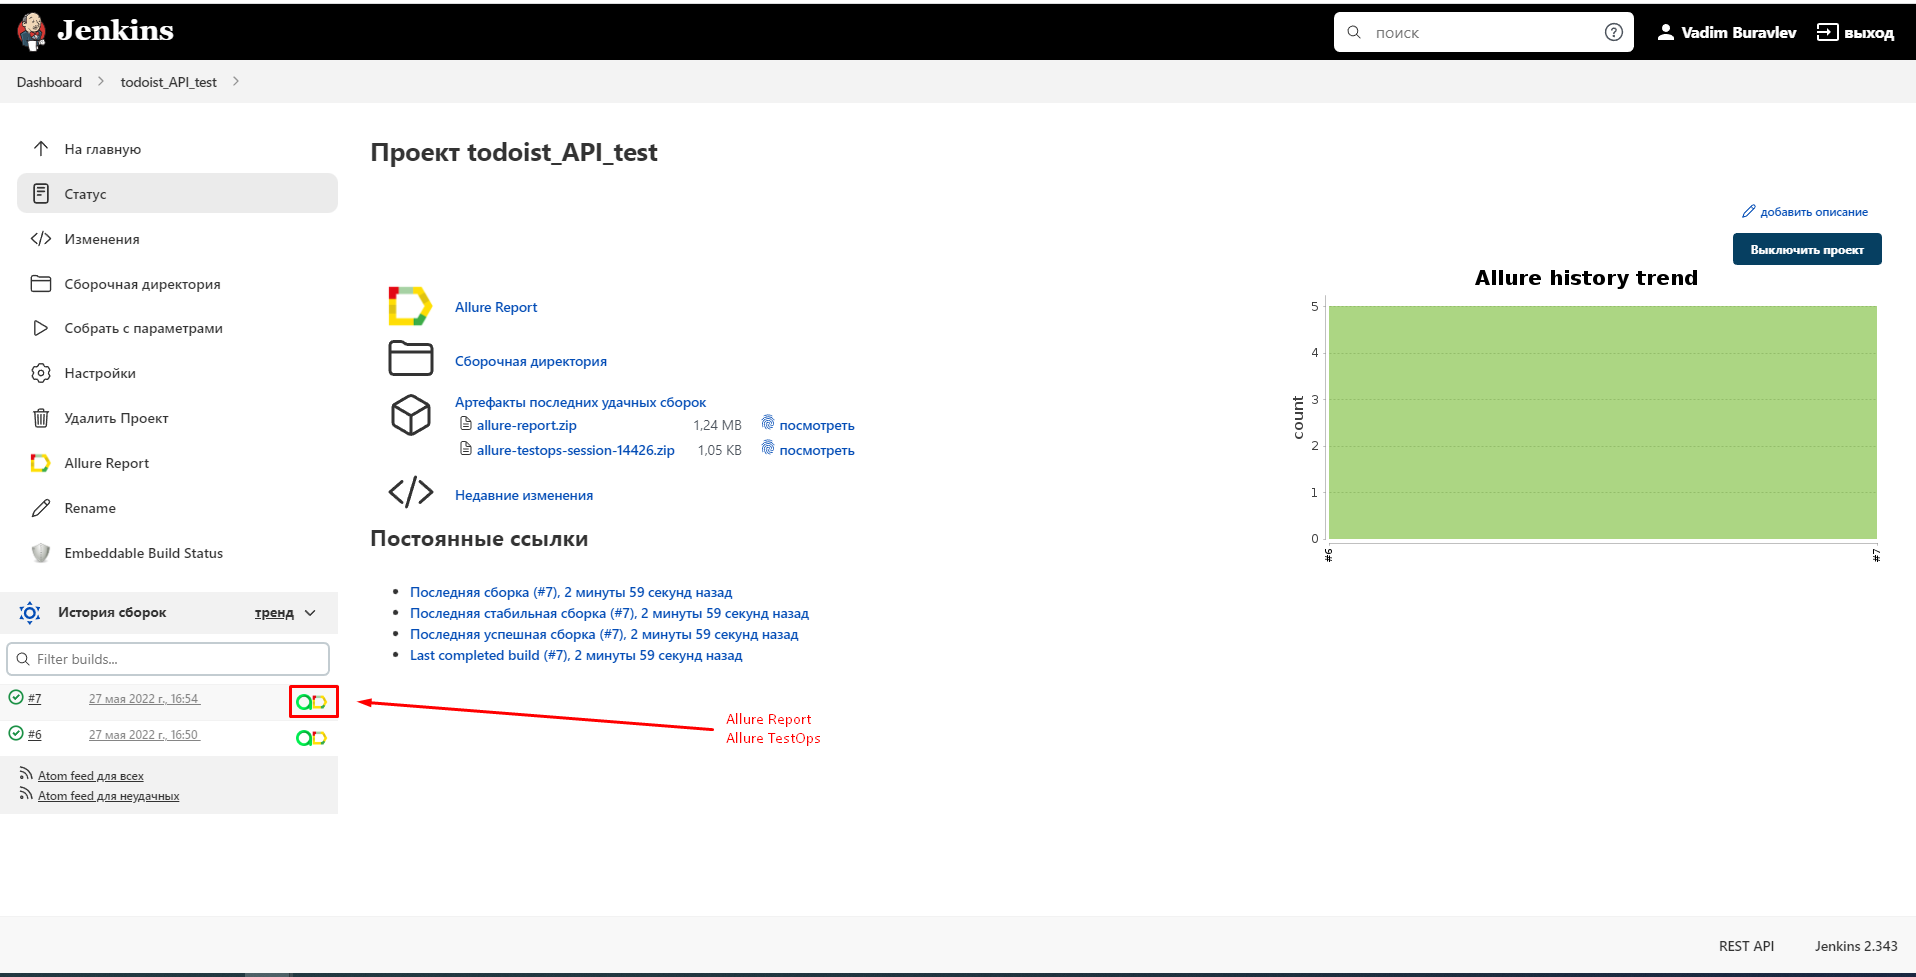 Jenkins
поиск
Vadim Buravlev
выход
Dashboard
todoist_API_test
На главную
Статус
Изменения
Сборочная директория
Собрать с параметрами
Настройки
Удалить Проект
Allure Report
Rename
Embeddable Build Status
История сборок
тренд
Filter builds...
#7 27 мая 2022 г., 16:54
#6 27 мая 2022 г., 16:50
Atom feed для всех
Atom feed для неудачных
Проект todoist_API_test
добавить описание
Выключить проект
Allure Report
Сборочная директория
Артефакты последних удачных сборок
allure-report.zip 1,24 MB посмотреть
allure-testops-session-14426.zip 1,05 KB посмотреть
Недавние изменения
Постоянные ссылки
Последняя сборка (#7), 2 минуты 59 секунд назад
Последняя стабильная сборка (#7), 2 минуты 59 секунд назад
Последняя успешная сборка (#7), 2 минуты 59 секунд назад
Last completed build (#7), 2 минуты 59 секунд назад
Allure Report
Allure TestOps
Allure history trend
count
5
4
3
2
1
0
#6
#7
REST API
Jenkins 2.343